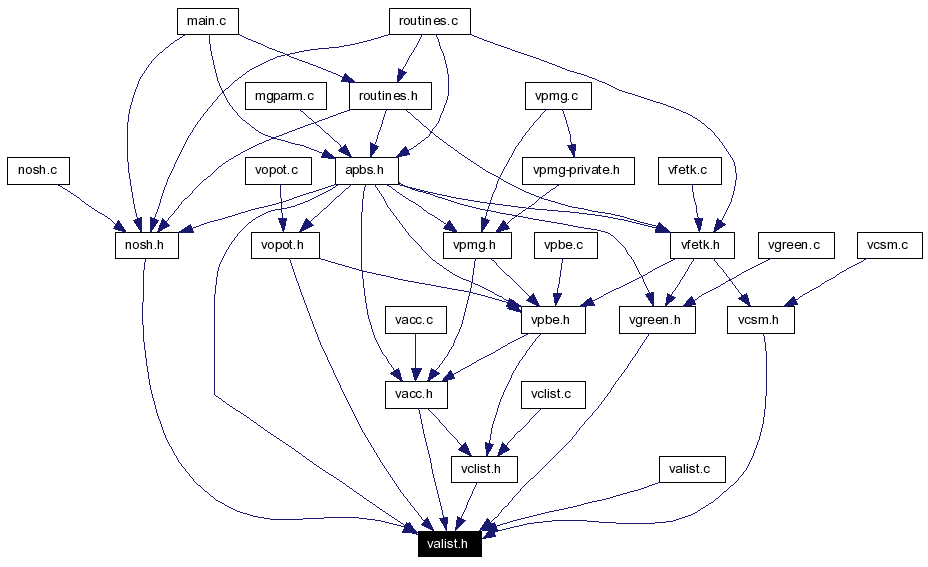 main.c
routines.c
mgparm.c
routines.h
vpmg.c
nosh.c
vopot.c
apbs.h
vpmg-private.h
vfetk.c
nosh.h
vopot.h
vpmg.h
vpbe.c
vfetk.h
vgreen.c
vcsm.c
vacc.c
vpbe.h
vgreen.h
vcsm.h
vacc.h
vclist.c
vclist.h
valist.c
valist.h